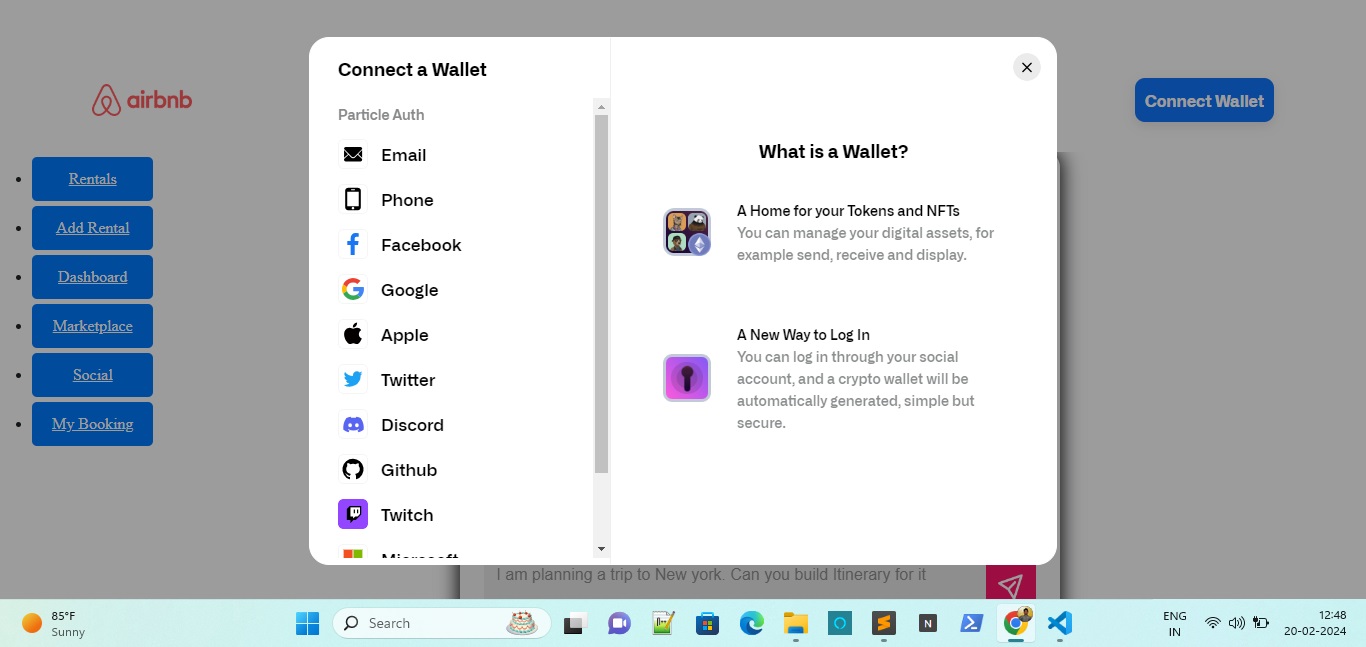 airbnb
Connect Wallet
Rentals
Add Rental
Dashboard
Marketplace
Social
My Booking
Connect a Wallet
Particle Auth
Email
Phone
Facebook
Google
Apple
Twitter
Discord
Github
Twitch
Microsoft
What is a Wallet?
A Home for your Tokens and NFTs
You can manage your digital assets, for
example send, receive and display.
A New Way to Log In
You can log in through your social
account, and a crypto wallet will be
automatically generated, simple but
secure.
I am planning a trip to New york. Can you build Itinerary for it
85°F
Sunny
Search
N
ENG
IN
12:48
20-02-2024